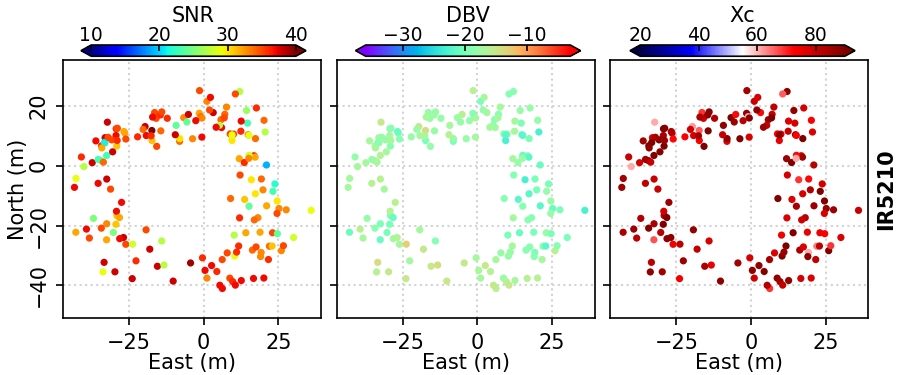 SNR DBV Xc
10 20 30 40 −30 −20 −10 20 40 60 80
North (m)
20
0
−20
−40
IR5210
−25 0 25 −25 0 25 −25 0 25
East (m) East (m) East (m)